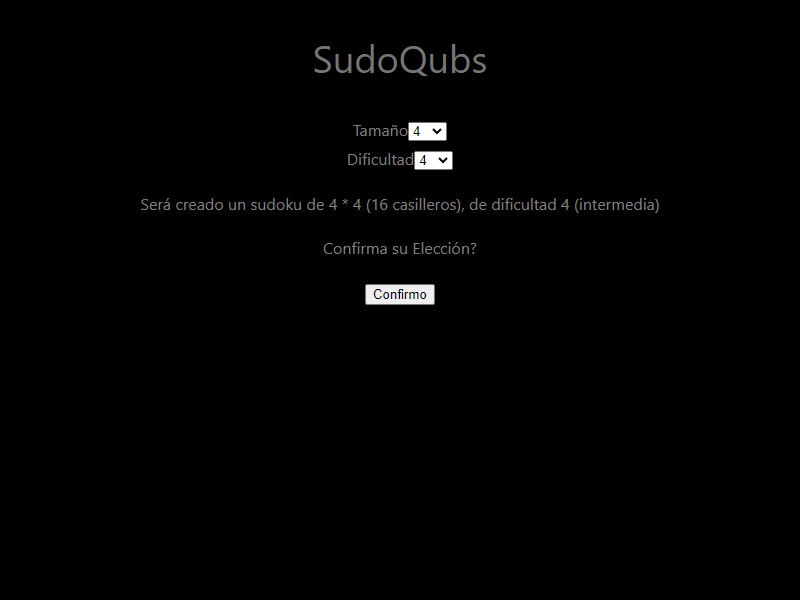 SudoQubs
Tamaño 4
Dificultad 4
Será creado un sudoku de 4 * 4 (16 casilleros), de dificultad 4 (intermedia)
Confirma su Elección?
Confirmo